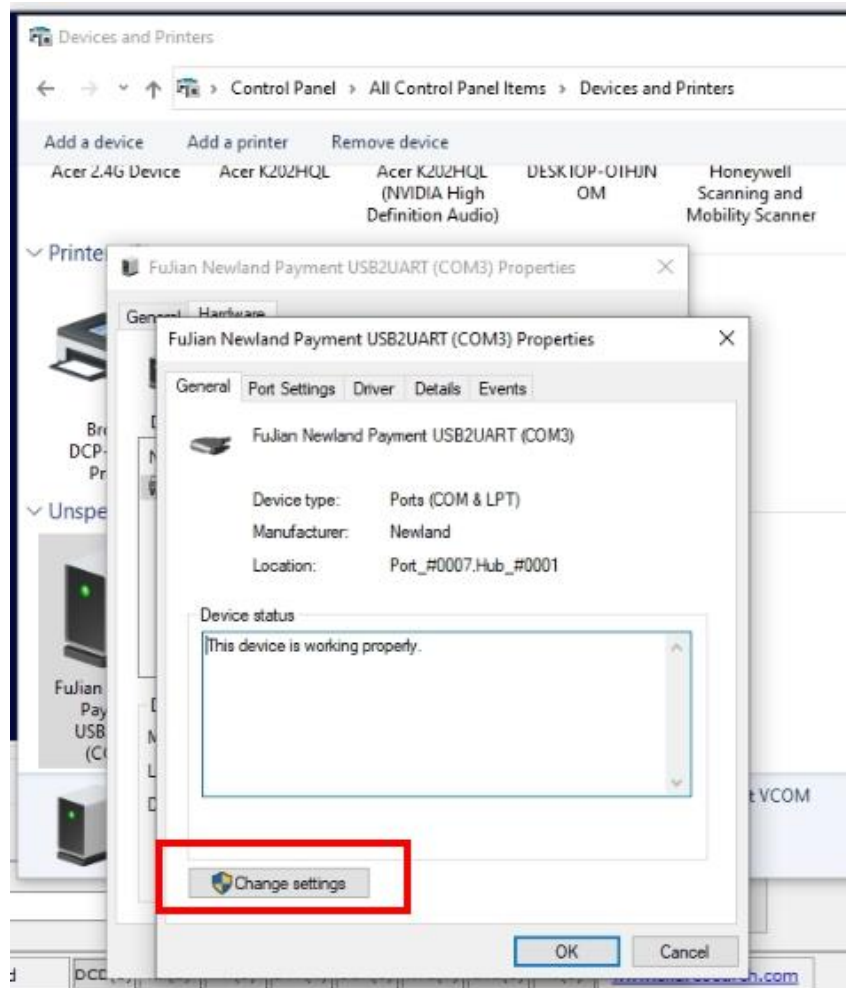 Devices and Printers
Control Panel > All Control Panel Items > Devices and Printers
Add a device Add a printer Remove device
Acer 2.4G Device Acer K202HQL Acer K202HQL DESKTOP-OTHJN Honeywell
(NVIDIA High OM Scanning and
Definition Audio) Mobility Scanner
FuJian Newland Payment USB2UART (COM3) Properties
General Hardware
FuJian Newland Payment USB2UART (COM3) Properties
General Port Settings Driver Details Events
FuJian Newland Payment USB2UART (COM3)
DCP-
Device type: Ports (COM & LPT)
Manufacturer: Newland
Location: Port_#0007.Hub_#0001
Device status
This device is working properly.
FuJian
USB
VCOM
Change settings
OK Cancel